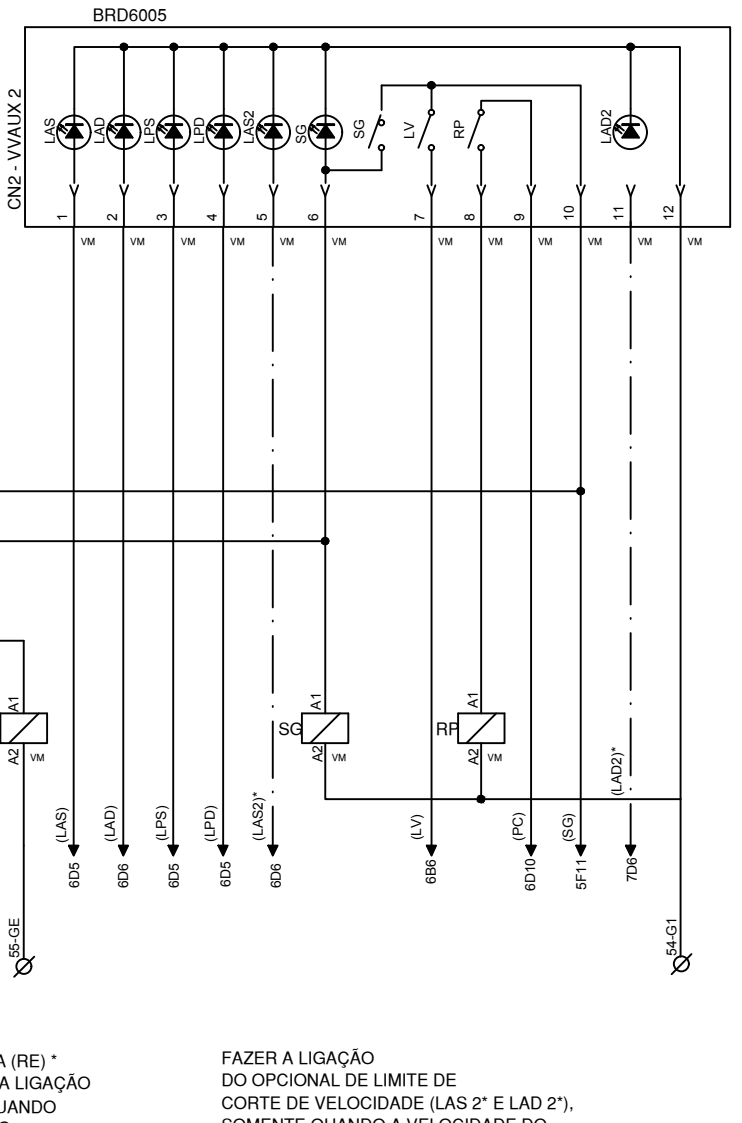 BRD6005
CN2 - VVAUX 2
LAS
LAD
LPS
LPD
LAS2
SG
SG
LV
RP
LAD2
1
2
3
4
5
6
7
8
9
10
11
12
VM
VM
VM
VM
VM
VM
VM
VM
VM
VM
VM
VM
A1
A2
VM
SG
A1
A2
VM
RP
A1
A2
VM
(LAS)
(LAD)
(LPS)
(LPD)
(LAS2)*
(LV)
(PC)
(SG)
(LAD2)*
6D5
6D6
6D5
6D5
6D6
6B6
6D10
5F11
7D6
55-GE
54-G1
A (RE) *
A LIGAÇÃO
UANDO
FAZER A LIGAÇÃO
DO OPCIONAL DE LIMITE DE
CORTE DE VELOCIDADE (LAS 2* E LAD 2*),
SOMENTE QUANDO A VELOCIDADE DO